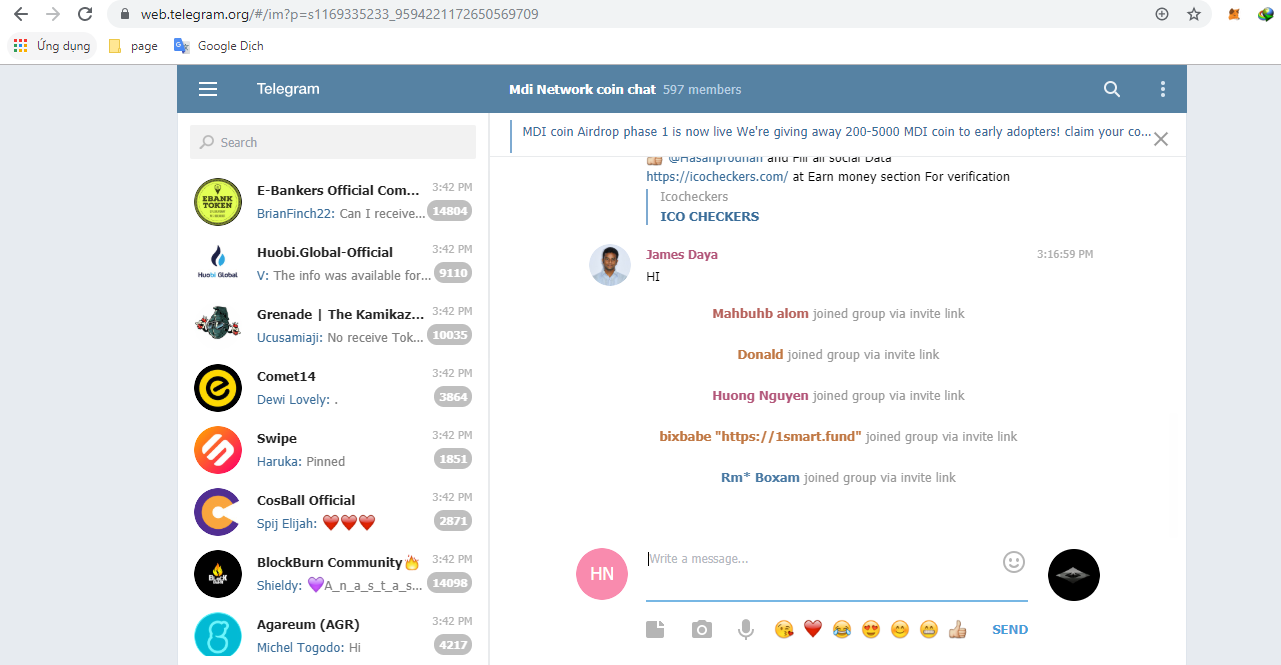 web.telegram.org/#/im?p=s1169335233_9594221172650569709
Ứng dụng
page
Google Dịch
Telegram
Mdi Network coin chat 597 members
Search
E-Bankers Official Com... 3:42 PM
BrianFinch22: Can I receive... 14804
Huobi.Global-Official 3:42 PM
V: The info was available for... 9110
Huobi Global
Grenade | The Kamikaz... 3:42 PM
Ucusamiaji: No receive Tok... 10035
Comet14 3:42 PM
Dewi Lovely: . 3864
Swipe 3:42 PM
Haruka: Pinned 1851
CosBall Official 3:42 PM
Spij Elijah: ❤️❤️❤️ 2871
BlockBurn Community🔥 3:42 PM
Shieldy: 💜A_n_a_s_t_a_s... 14098
Agareum (AGR) 3:42 PM
Michel Togodo: Hi 4217
EBANK
TOKEN
MDI coin Airdrop phase 1 is now live We're giving away 200-5000 MDI coin to early adopters! claim your co...
👍 @Hasanprodhan and Fill all social Data
https://icocheckers.com/ at Earn money section For verification
Icocheckers
ICO CHECKERS
James Daya 3:16:59 PM
HI
Mahbuhb alom joined group via invite link
Donald joined group via invite link
Huong Nguyen joined group via invite link
bixbabe "https://1smart.fund" joined group via invite link
Rm* Boxam joined group via invite link
HN
Write a message...
SEND